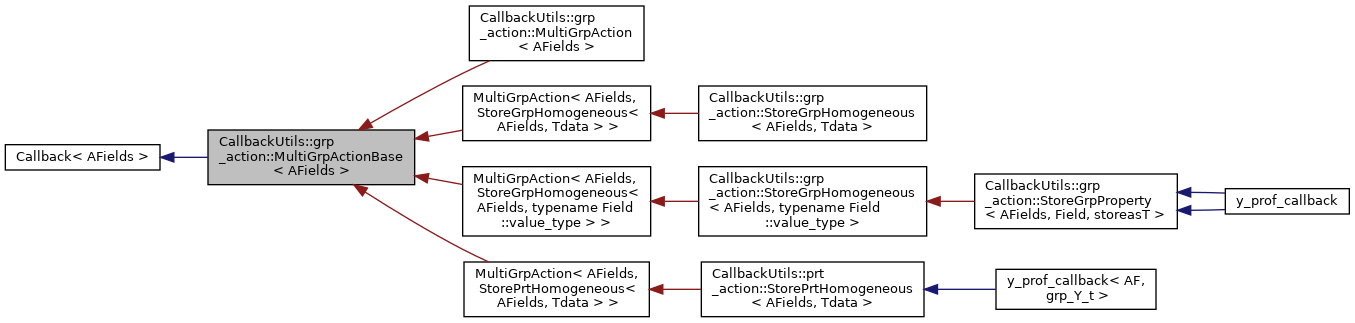 Callback< AFields >
CallbackUtils::grp
_action::MultiGrpActionBase
< AFields >
CallbackUtils::grp
_action::MultiGrpAction
< AFields >
MultiGrpAction< AFields,
StoreGrpHomogeneous<
AFields, Tdata > >
CallbackUtils::grp
_action::StoreGrpHomogeneous
< AFields, Tdata >
MultiGrpAction< AFields,
StoreGrpHomogeneous<
AFields, typename Field
::value_type > >
CallbackUtils::grp
_action::StoreGrpHomogeneous
< AFields, typename Field
::value_type >
CallbackUtils::grp
_action::StoreGrpProperty
< AFields, Field, storeasT >
y_prof_callback
MultiGrpAction< AFields,
StorePrtHomogeneous<
AFields, Tdata > >
CallbackUtils::prt
_action::StorePrtHomogeneous
< AFields, Tdata >
y_prof_callback< AF,
grp_Y_t >